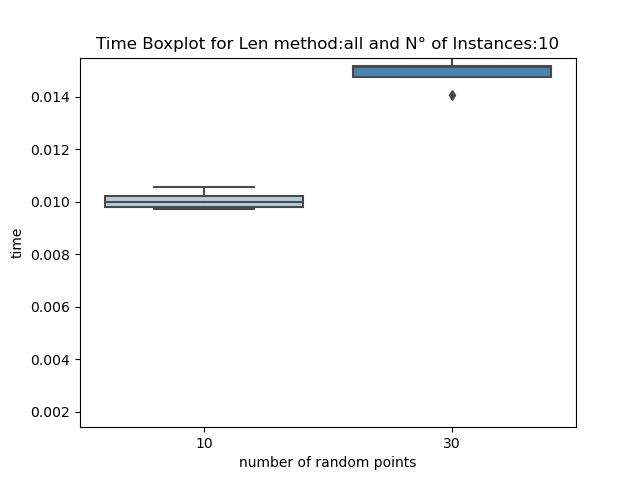 Time Boxplot for Len method:all and N° of Instances:10
0.014
0.012
0.010
0.008
0.006
0.004
0.002
time
10 30
number of random points